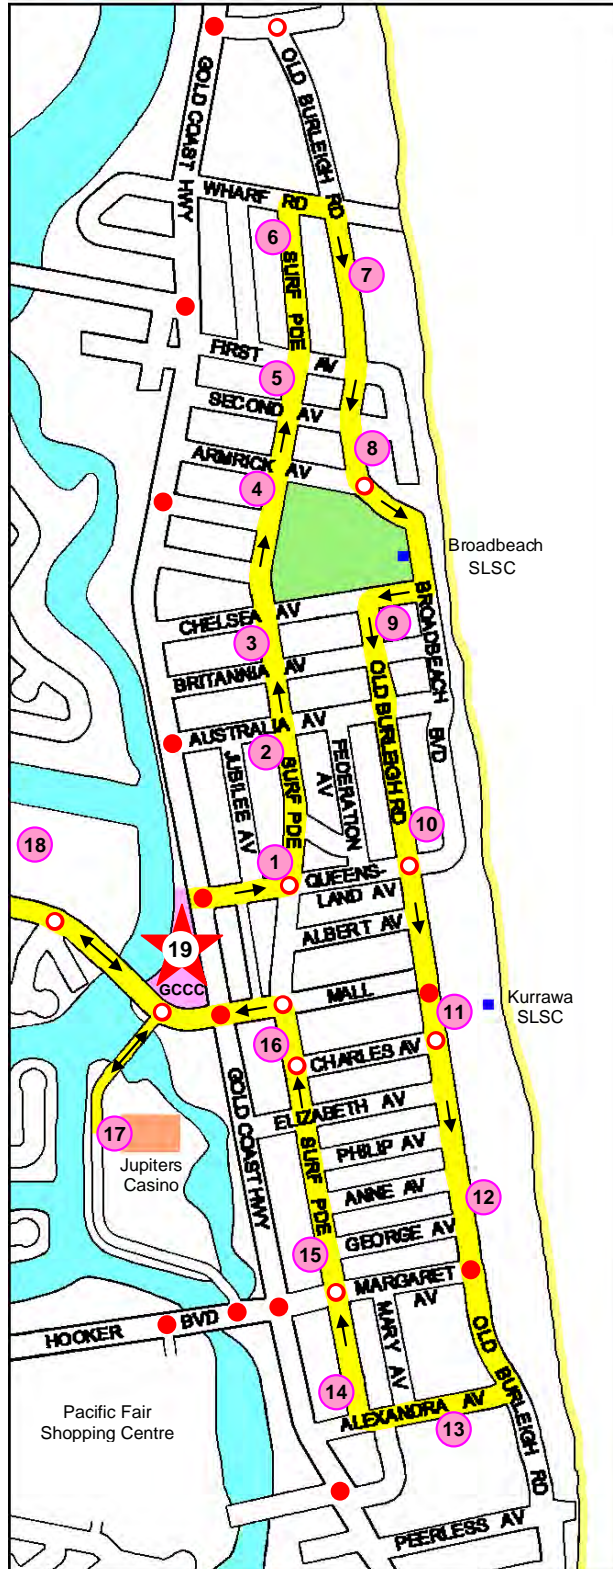 GOLD COAST HWY
OLD BURLEIGH RD
WHARF RD
6
7
SURF PDE
FIRST AV
5
SECOND AV
8
ARMRICK AV
4
Broadbeach
SLSC
CHELSEA AV
9
BROADBEACH BVD
3
BRITANNIA AV
OLD BURLEIGH RD
AUSTRALIA AV
2
JUBILEE AV
SURF PDE
FEDERATION
AV
10
18
1
QUEENS-
LAND AV
ALBERT AV
19
GCCC
MALL
Kurrawa
SLSC
11
16
CHARLES AV
GOLD COAST HWY
ELIZABETH AV
17
Jupiters
Casino
PHILIP AV
SURF PDE
ANNE AV
12
GEORGE AV
15
MARGARET
AV
HOOKER BVD
MARY AV
OLD BURLEIGH RD
14
ALEXANDRA AV
13
Pacific Fair
Shopping Centre
PEERLESS AV